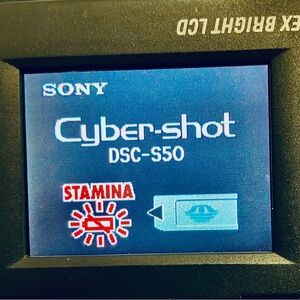 EX BRIGHT LCD
SONY
Cyber-shot
DSC-S50
STAMINA